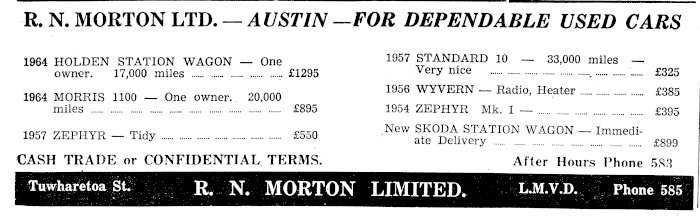 R. N. MORTON LTD. — AUSTIN — FOR DEPENDABLE USED CARS
1964 HOLDEN STATION WAGON — One
owner. 17,000 miles ... ... ... ... ... £1295
1964 MORRIS 1100 — One owner. 20,000
miles ... ... ... ... ... ... ... ... £895
1957 ZEPHYR — Tidy ... ... ... ... ... ... £550
CASH TRADE or CONFIDENTIAL TERMS.
1957 STANDARD 10 — 33,000 miles —
Very nice ... ... ... ... ... ... ... £325
1956 WYVERN — Radio, Heater ... ... ... ... £385
1954 ZEPHYR Mk. I — ... ... ... ... ... £395
New SKODA STATION WAGON — Immedi-
ate Delivery ... ... ... ... ... ... £899
After Hours Phone 583
Tuwharetoa St. R. N. MORTON LIMITED. L.M.V.D. Phone 585